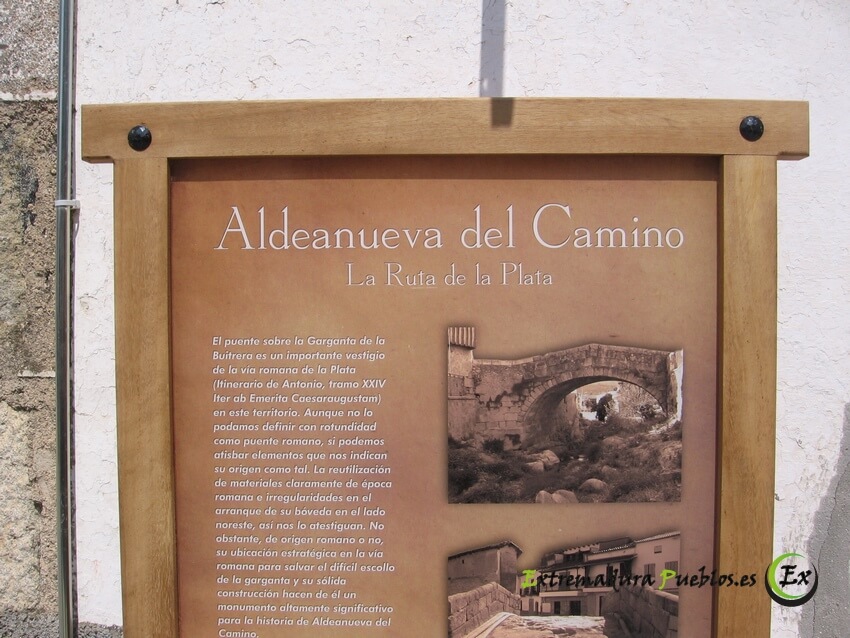 Aldeanueva del Camino
La Ruta de la Plata
El puente sobre la Garganta de la
Buitrera es un importante vestigio
de la vía romana de la Plata
(Itinerario de Antonio, tramo XXIV
Iter ab Emerita Caesaraugustam)
en este territorio. Aunque no lo
podamos definir con rotundidad
como puente romano, si podemos
atisbar elementos que nos indican
su origen como tal. La reutilización
de materiales claramente de época
romana e irregularidades en el
arranque de su bóveda en el lado
noreste, así nos lo atestiguan. No
obstante, de origen romano o no,
su ubicación estratégica en la vía
romana para salvar el difícil escollo
de la garganta y su sólida
construcción hacen de él un
monumento altamente significativo
para la historia de Aldeanueva del
Camino.
Extremadura Pueblos.es Ex